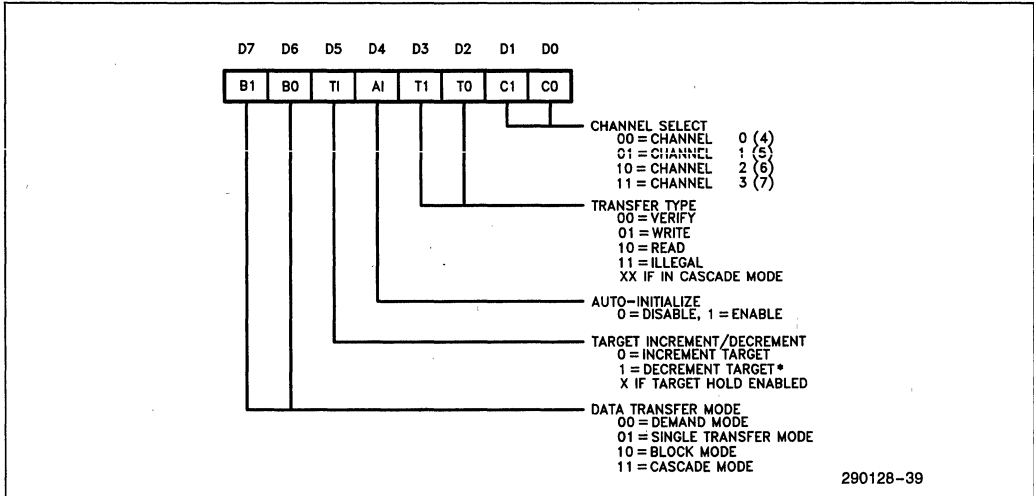 D7 D6 D5 D4 D3 D2 D1 D0
B1 B0 TI AI T1 T0 C1 C0
CHANNEL SELECT
00 = CHANNEL 0 (4)
01 = CHANNEL 1 (5)
10 = CHANNEL 2 (6)
11 = CHANNEL 3 (7)
TRANSFER TYPE
00 = VERIFY
01 = WRITE
10 = READ
11 = ILLEGAL
XX IF IN CASCADE MODE
AUTO-INITIALIZE
0 = DISABLE, 1 = ENABLE
TARGET INCREMENT/DECREMENT
0 = INCREMENT TARGET
1 = DECREMENT TARGET*
X IF TARGET HOLD ENABLED
DATA TRANSFER MODE
00 = DEMAND MODE
01 = SINGLE TRANSFER MODE
10 = BLOCK MODE
11 = CASCADE MODE
290128-39